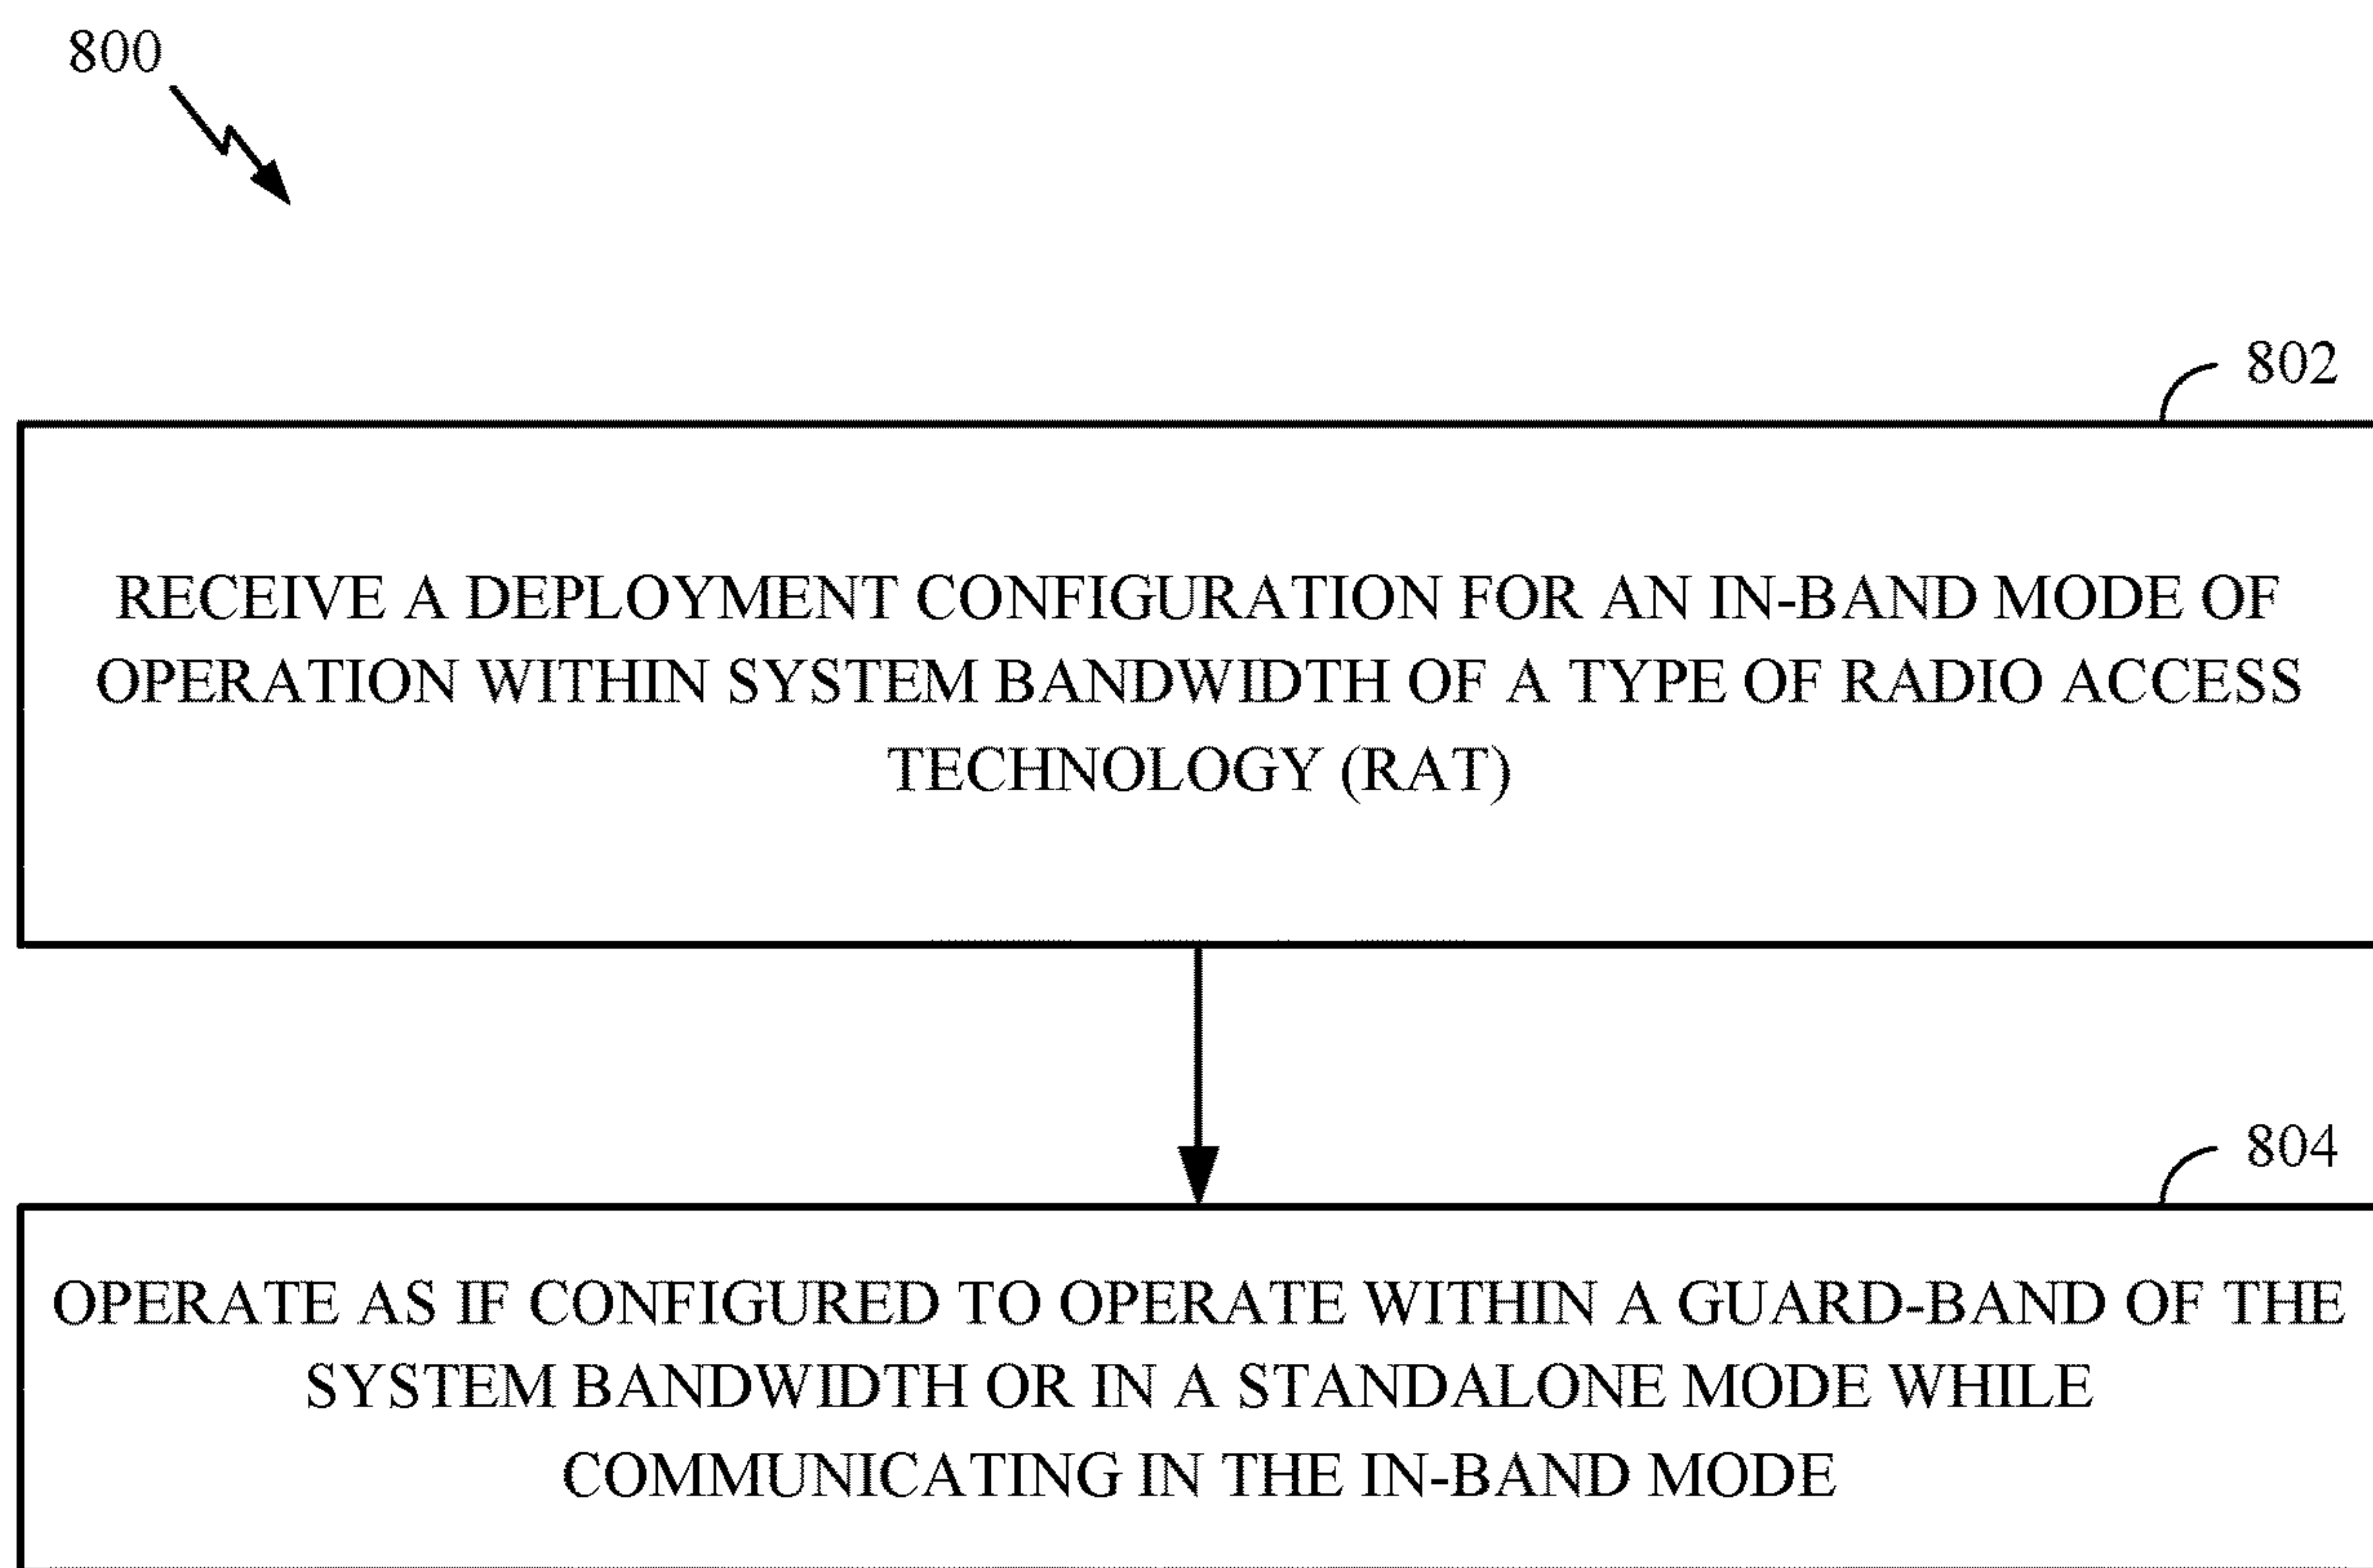 800
802
RECEIVE A DEPLOYMENT CONFIGURATION FOR AN IN-BAND MODE OF
OPERATION WITHIN SYSTEM BANDWIDTH OF A TYPE OF RADIO ACCESS
TECHNOLOGY (RAT)
804
OPERATE AS IF CONFIGURED TO OPERATE WITHIN A GUARD-BAND OF THE
SYSTEM BANDWIDTH OR IN A STANDALONE MODE WHILE
COMMUNICATING IN THE IN-BAND MODE